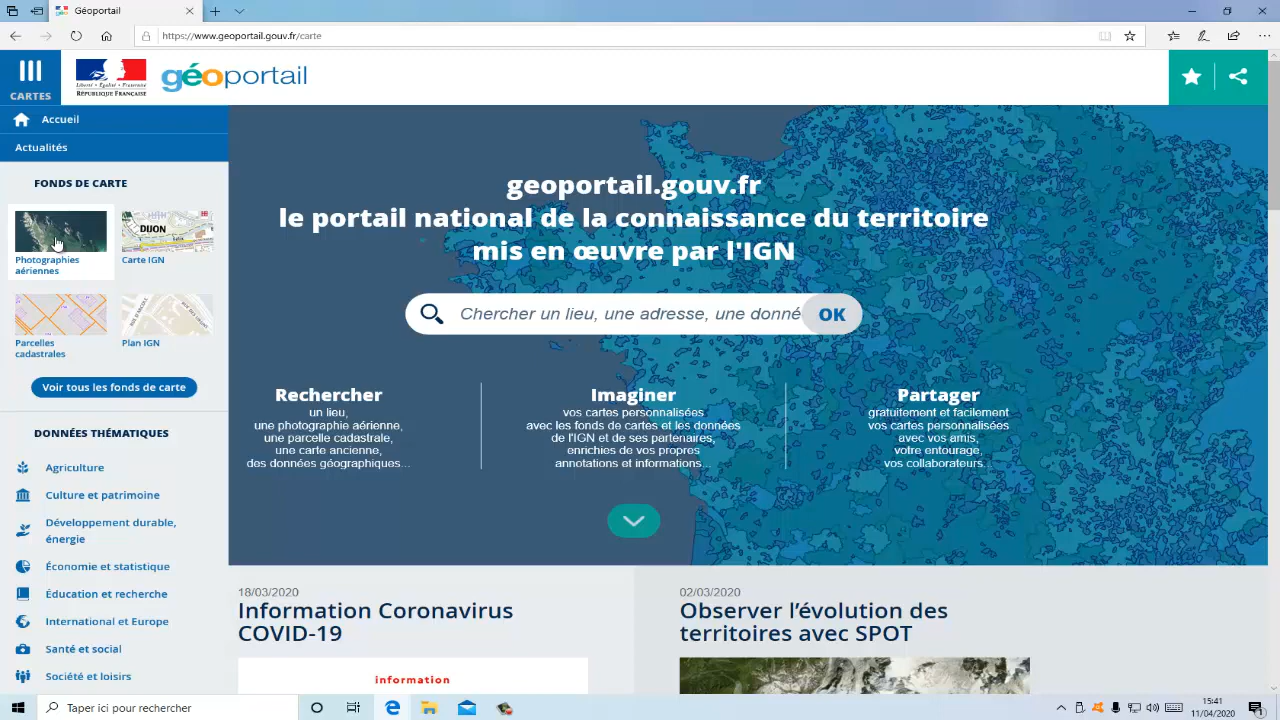 Géoportail
https://www.geoportail.gouv.fr/carte
CARTES
Liberté • Égalité • Fraternité
RÉPUBLIQUE FRANÇAISE
géoportail
Accueil
Actualités
FONDS DE CARTE
DIJON
Photographies
aériennes
Carte IGN
Parcelles
cadastrales
Plan IGN
Voir tous les fonds de carte
DONNÉES THÉMATIQUES
Agriculture
Culture et patrimoine
Développement durable,
énergie
Économie et statistique
Éducation et recherche
International et Europe
Santé et social
Société et loisirs
geoportail.gouv.fr
le portail national de la connaissance du territoire
mis en œuvre par l'IGN
Chercher un lieu, une adresse, une donné
OK
Rechercher
un lieu,
une photographie aérienne,
une parcelle cadastrale,
une carte ancienne,
des données géographiques...
Imaginer
vos cartes personnalisées
avec les fonds de cartes et les données
de l'IGN et de ses partenaires,
enrichies de vos propres
annotations et informations...
Partager
gratuitement et facilement
vos cartes personnalisées
avec vos amis,
votre entourage,
vos collaborateurs...
18/03/2020
Information Coronavirus
COVID-19
information
02/03/2020
Observer l’évolution des
territoires avec SPOT
Taper ici pour rechercher
15:41
11/04/2020